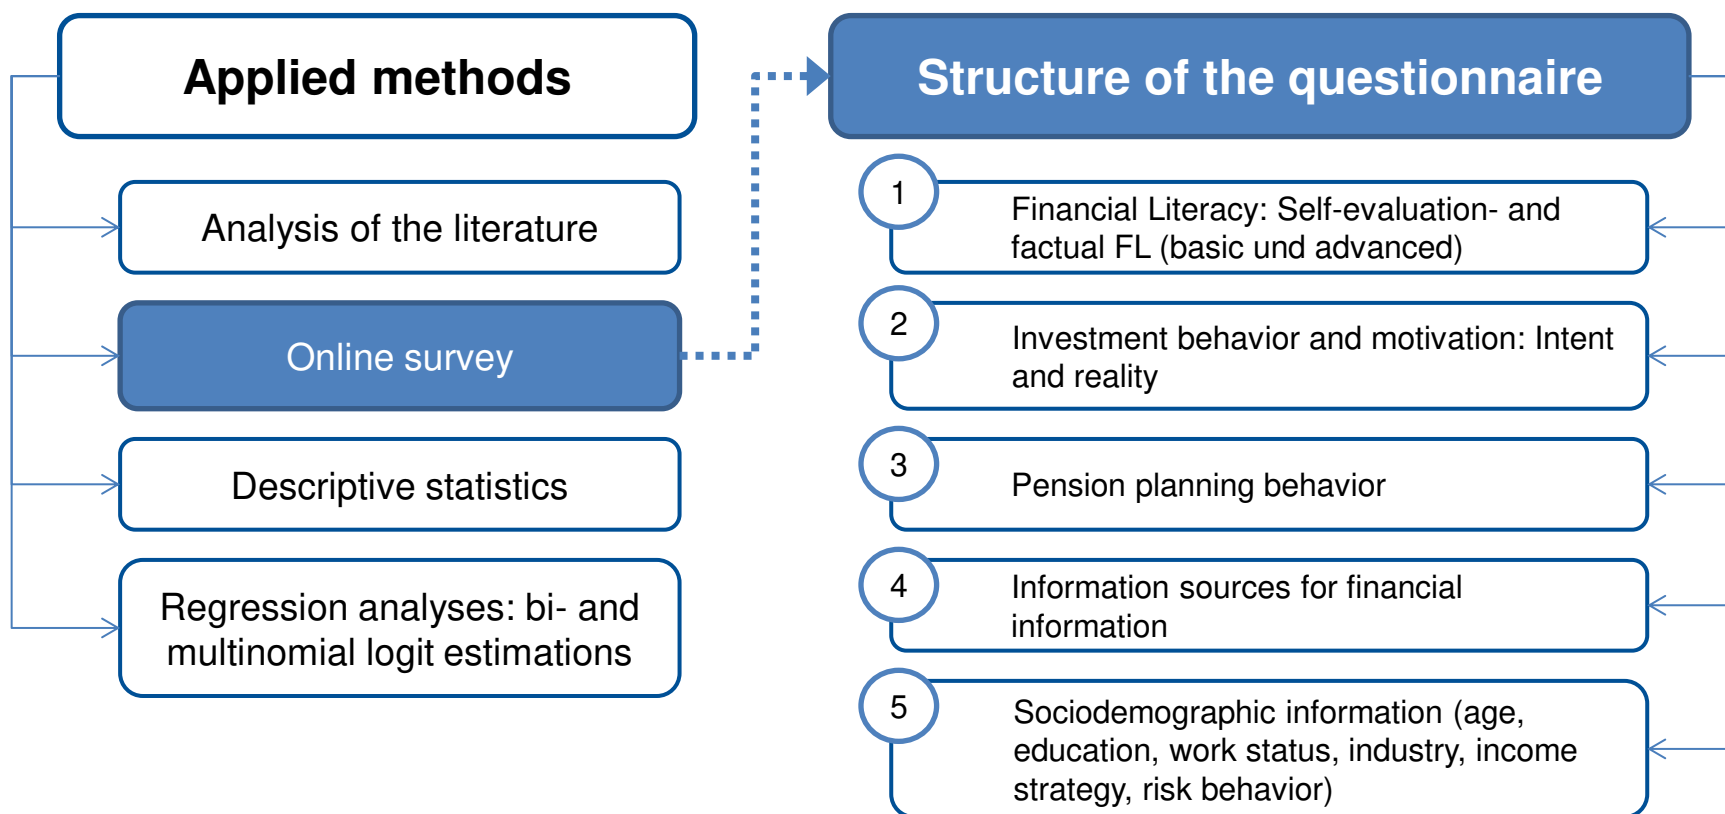 Applied methods
Analysis of the literature
Online survey
Descriptive statistics
Regression analyses: bi- and
multinomial logit estimations
Structure of the questionnaire
1
Financial Literacy: Self-evaluation- and
factual FL (basic und advanced)
2
Investment behavior and motivation: Intent
and reality
3
Pension planning behavior
4
Information sources for financial
information
5
Sociodemographic information (age,
education, work status, industry, income
strategy, risk behavior)